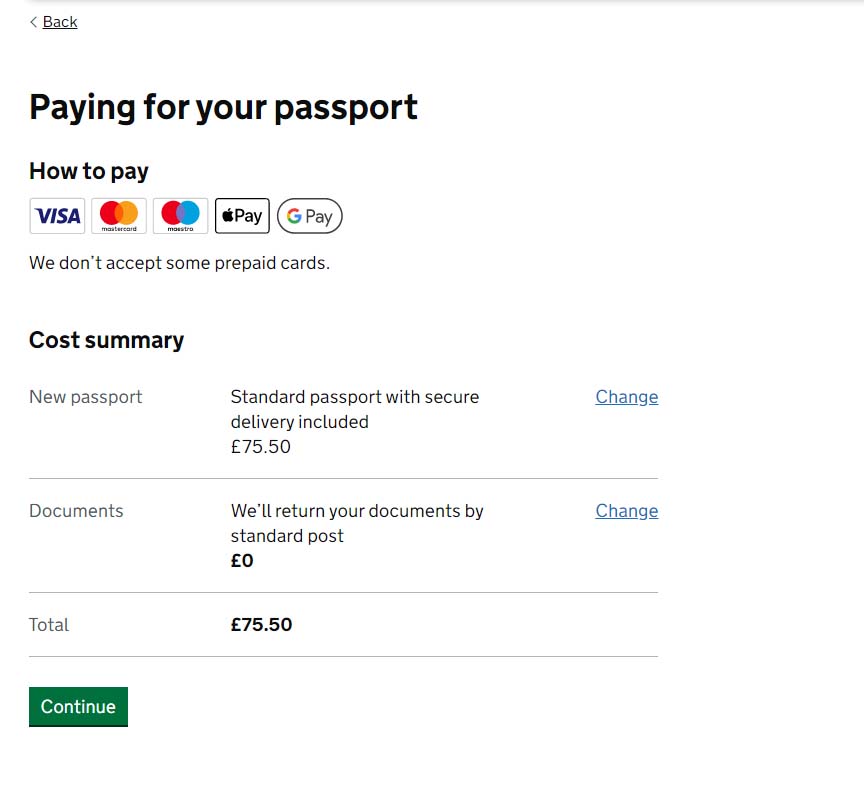 Back
Paying for your passport
How to pay
VISA mastercard maestro Pay G Pay
We don’t accept some prepaid cards.
Cost summary
New passport Standard passport with secure Change
delivery included
£75.50
Documents We’ll return your documents by Change
standard post
£0
Total £75.50
Continue